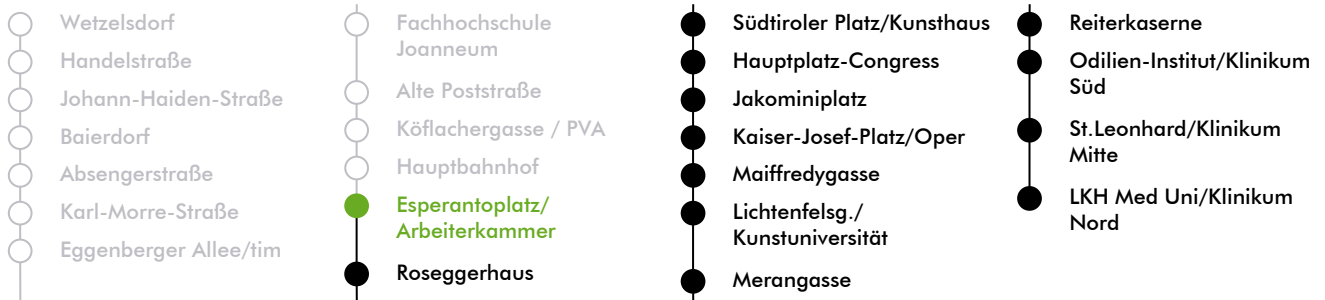 Wetzelsdorf
Handelstraße
Johann-Haiden-Straße
Baierdorf
Absengerstraße
Karl-Morre-Straße
Eggenberger Allee/tim
Fachhochschule
Joanneum
Alte Poststraße
Köflachergasse / PVA
Hauptbahnhof
Esperantoplatz/
Arbeiterkammer
Roseggerhaus
Südtiroler Platz/Kunsthaus
Hauptplatz-Congress
Jakominiplatz
Kaiser-Josef-Platz/Oper
Maiffredygasse
Lichtenfelsg./
Kunstuniversität
Merangasse
Reiterkaserne
Odilien-Institut/Klinikum
Süd
St.Leonhard/Klinikum
Mitte
LKH Med Uni/Klinikum
Nord